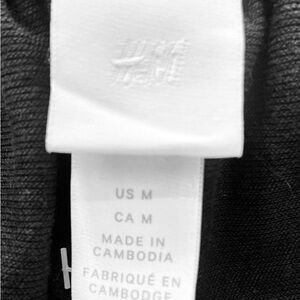 US M
CA M
MADE IN
CAMBODIA
FABRIQUÉ EN
CAMBODGE